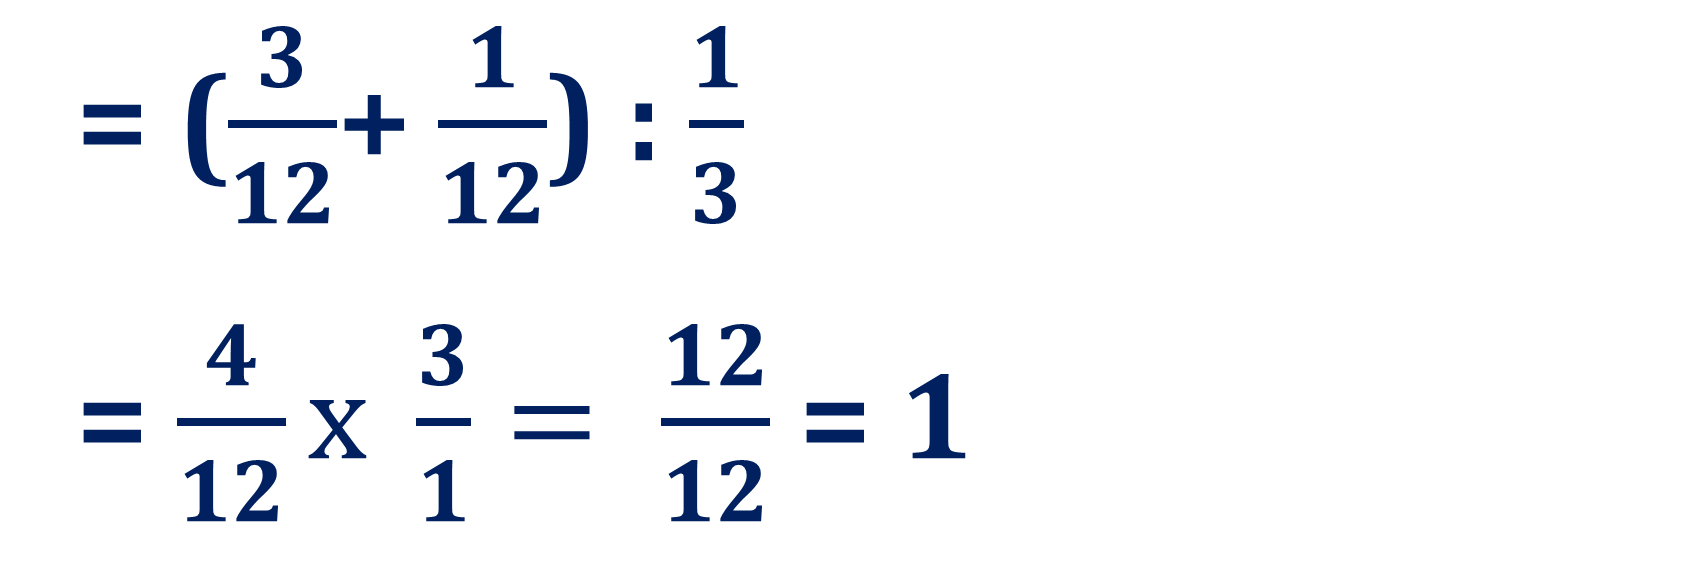 = (3/12 + 1/12) : 1/3
= 4/12 x 3/1 = 12/12 = 1